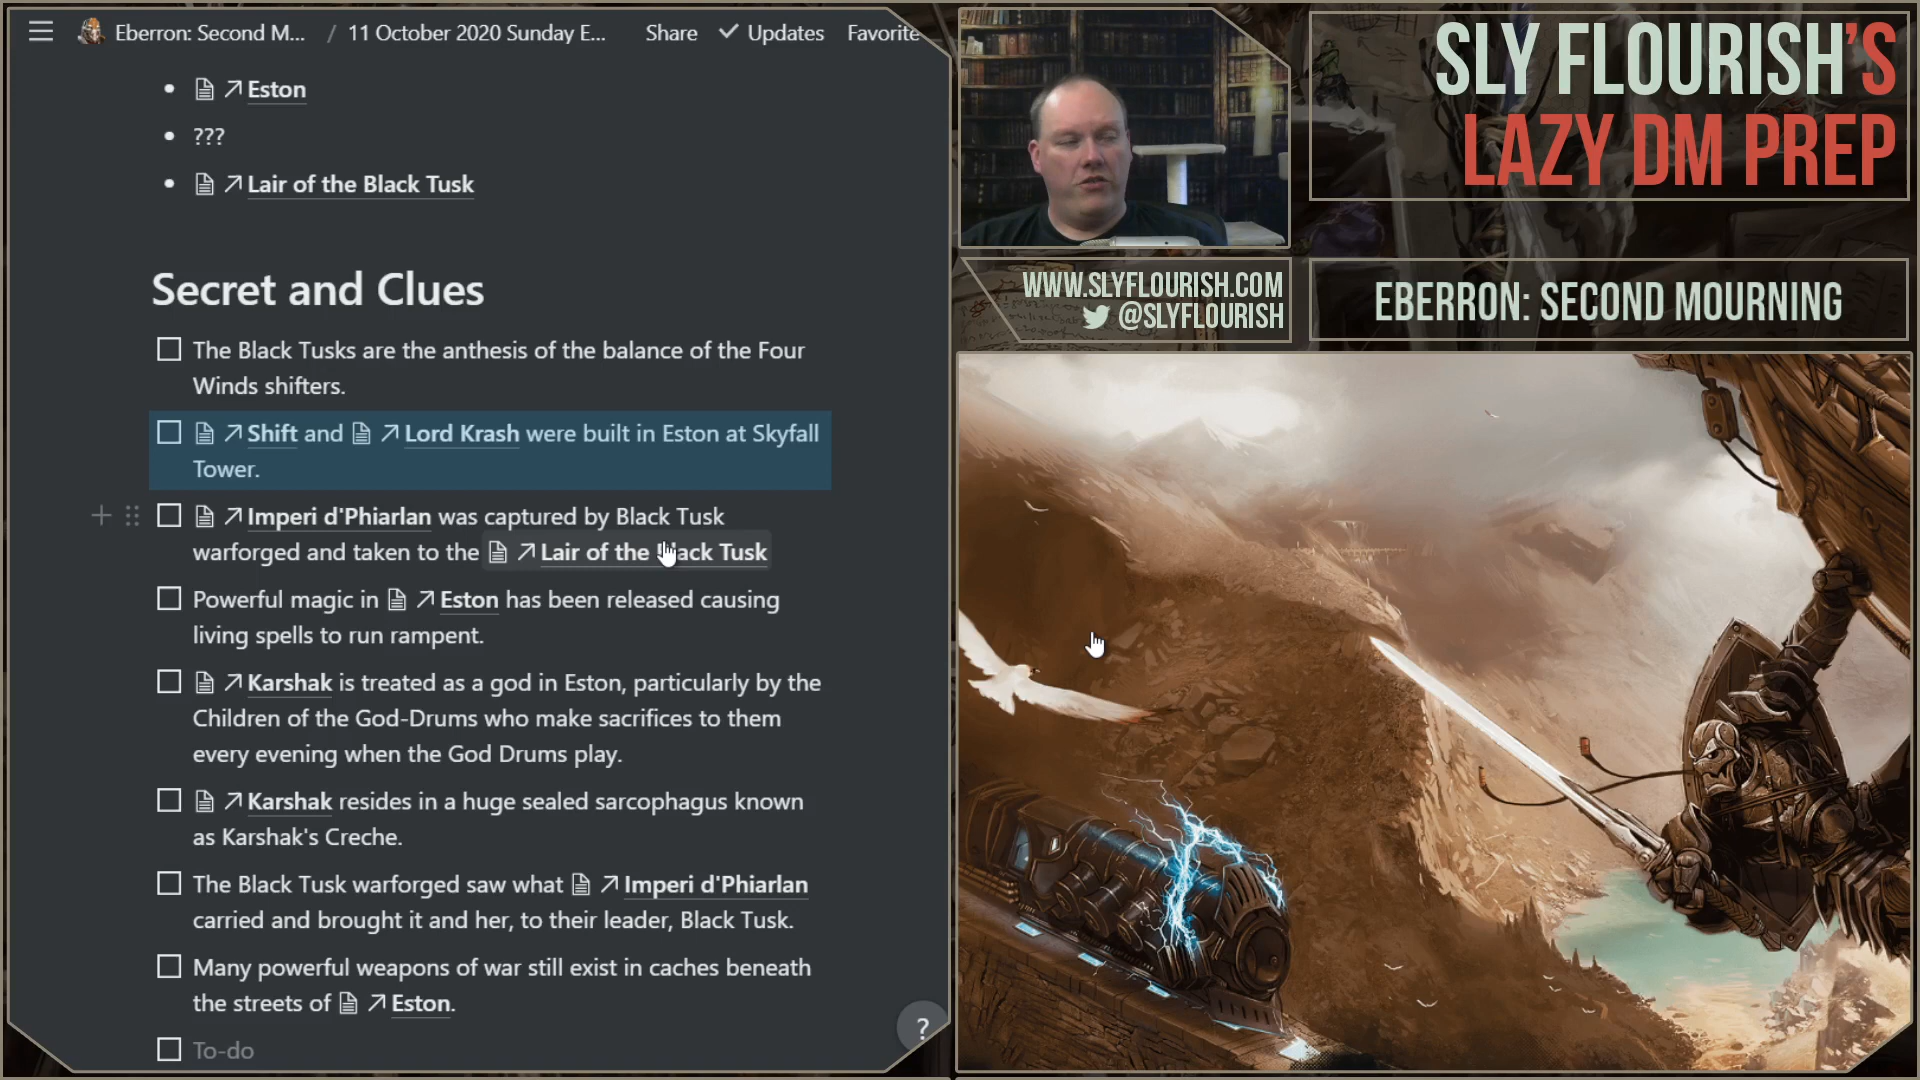 Eberron: Second M... / 11 October 2020 Sunday E... Share Updates Favorite
Eston
???
Lair of the Black Tusk
Secret and Clues
The Black Tusks are the anthesis of the balance of the Four
Winds shifters.
Shift and Lord Krash were built in Eston at Skyfall
Tower.
Imperi d'Phiarlan was captured by Black Tusk
warforged and taken to the Lair of the Black Tusk
Powerful magic in Eston has been released causing
living spells to run rampent.
Karshak is treated as a god in Eston, particularly by the
Children of the God-Drums who make sacrifices to them
every evening when the God Drums play.
Karshak resides in a huge sealed sarcophagus known
as Karshak's Creche.
The Black Tusk warforged saw what Imperi d'Phiarlan
carried and brought it and her, to their leader, Black Tusk.
Many powerful weapons of war still exist in caches beneath
the streets of Eston.
To-do
?
SLY FLOURISH'S
LAZY DM PREP
WWW.SLYFLOURISH.COM
@SLYFLOURISH
EBERRON: SECOND MOURNING